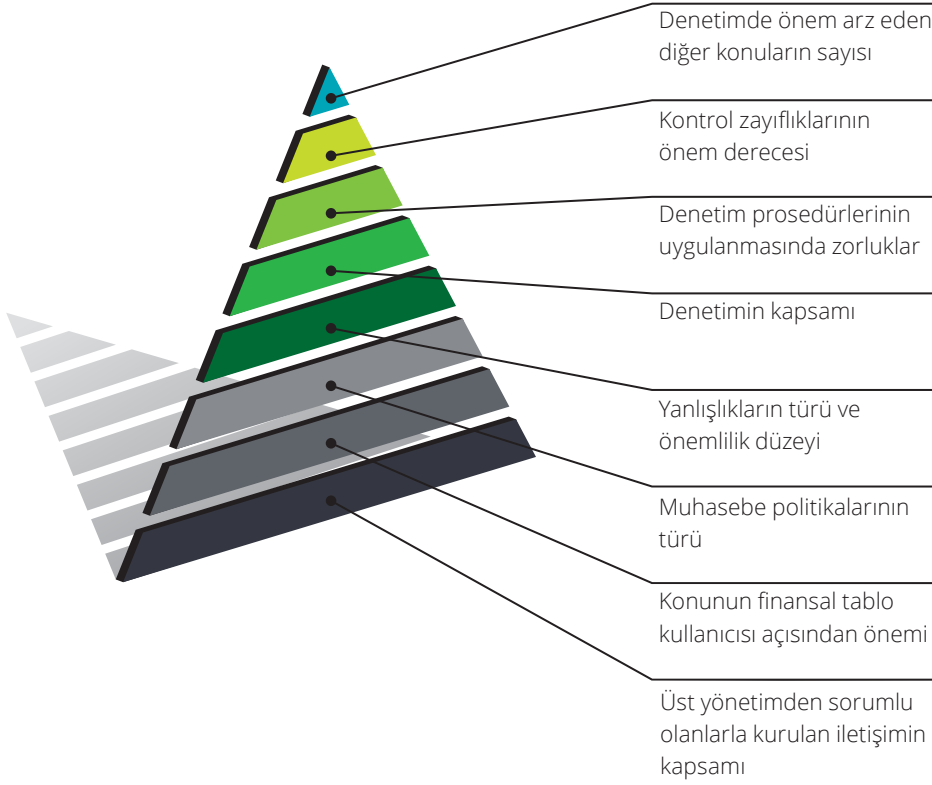 Denetimde önem arz eden
diğer konuların sayısı
Kontrol zayıflıklarının
önem derecesi
Denetim prosedürlerinin
uygulanmasında zorluklar
Denetimin kapsamı
Yanlışlıkların türü ve
önemlilik düzeyi
Muhasebe politikalarının
türü
Konunun finansal tablo
kullanıcısı açısından önemi
Üst yönetimden sorumlu
olanlarla kurulan iletişimin
kapsamı